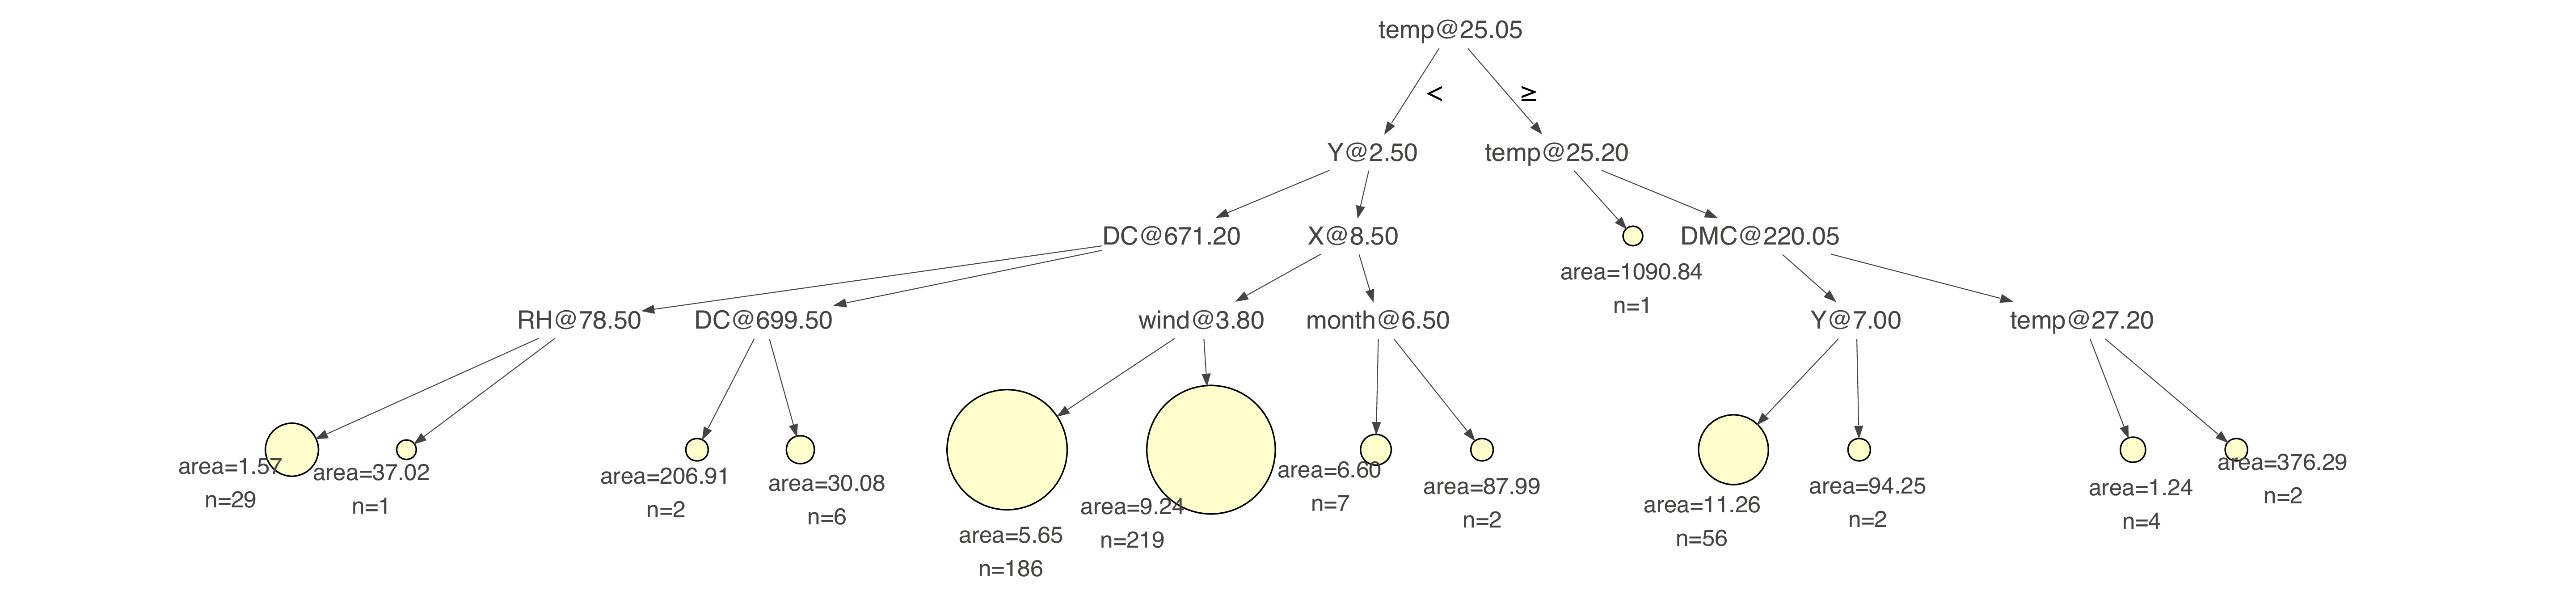 temp@25.05
<
≥
Y@2.50
temp@25.20
DC@671.20
X@8.50
DMC@220.05
area=1090.84
n=1
RH@78.50
DC@699.50
wind@3.80
month@6.50
Y@7.00
temp@27.20
area=1.57
n=29
area=37.02
n=1
area=206.91
n=2
area=30.08
n=6
area=5.65
n=186
area=9.24
n=219
area=6.60
n=7
area=87.99
n=2
area=11.26
n=56
area=94.25
n=2
area=1.24
n=4
area=376.29
n=2